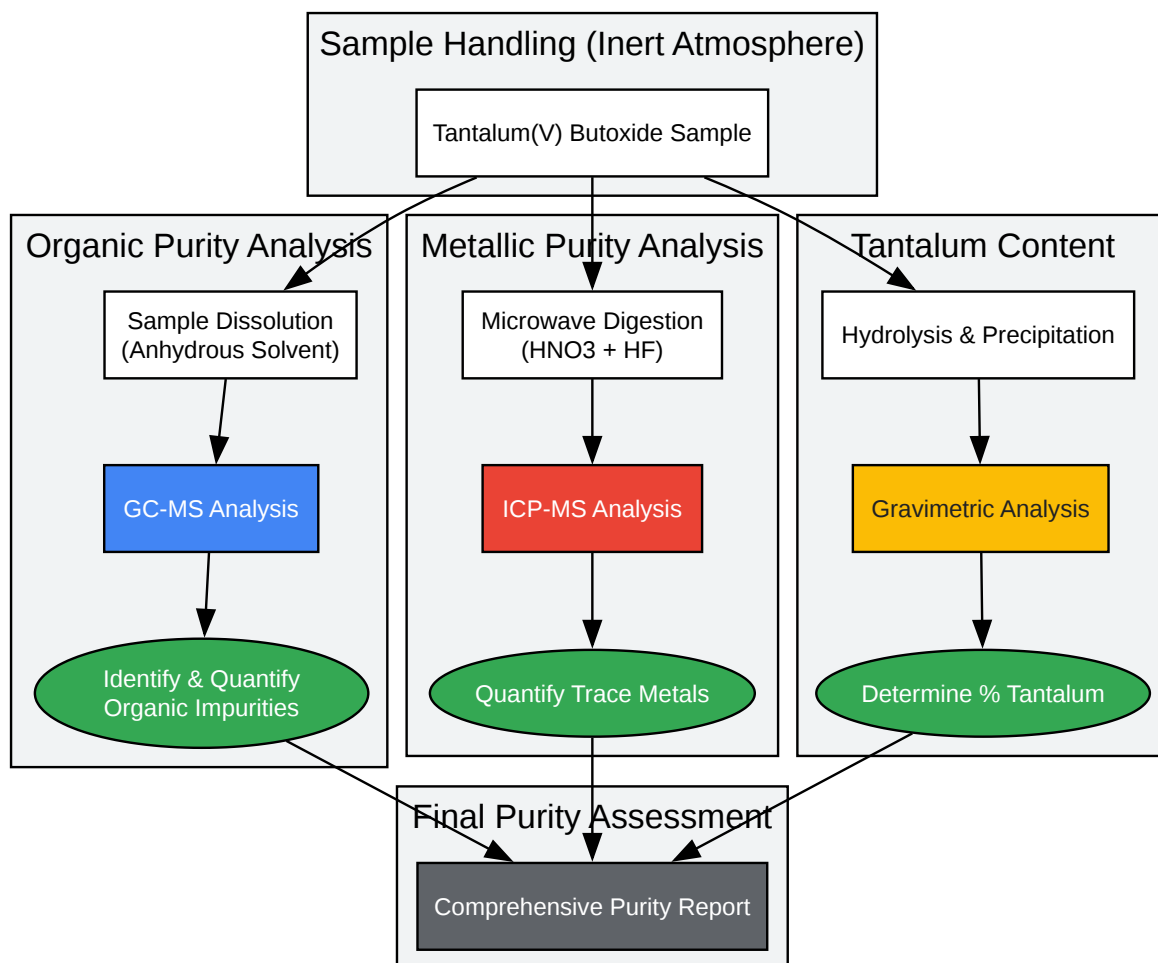 Sample Handling (Inert Atmosphere)
Tantalum(V) Butoxide Sample
Organic Purity Analysis
Sample Dissolution
(Anhydrous Solvent)
GC-MS Analysis
Identify & Quantify
Organic Impurities
Metallic Purity Analysis
Microwave Digestion
(HNO3 + HF)
ICP-MS Analysis
Quantify Trace Metals
Tantalum Content
Hydrolysis & Precipitation
Gravimetric Analysis
Determine % Tantalum
Final Purity Assessment
Comprehensive Purity Report